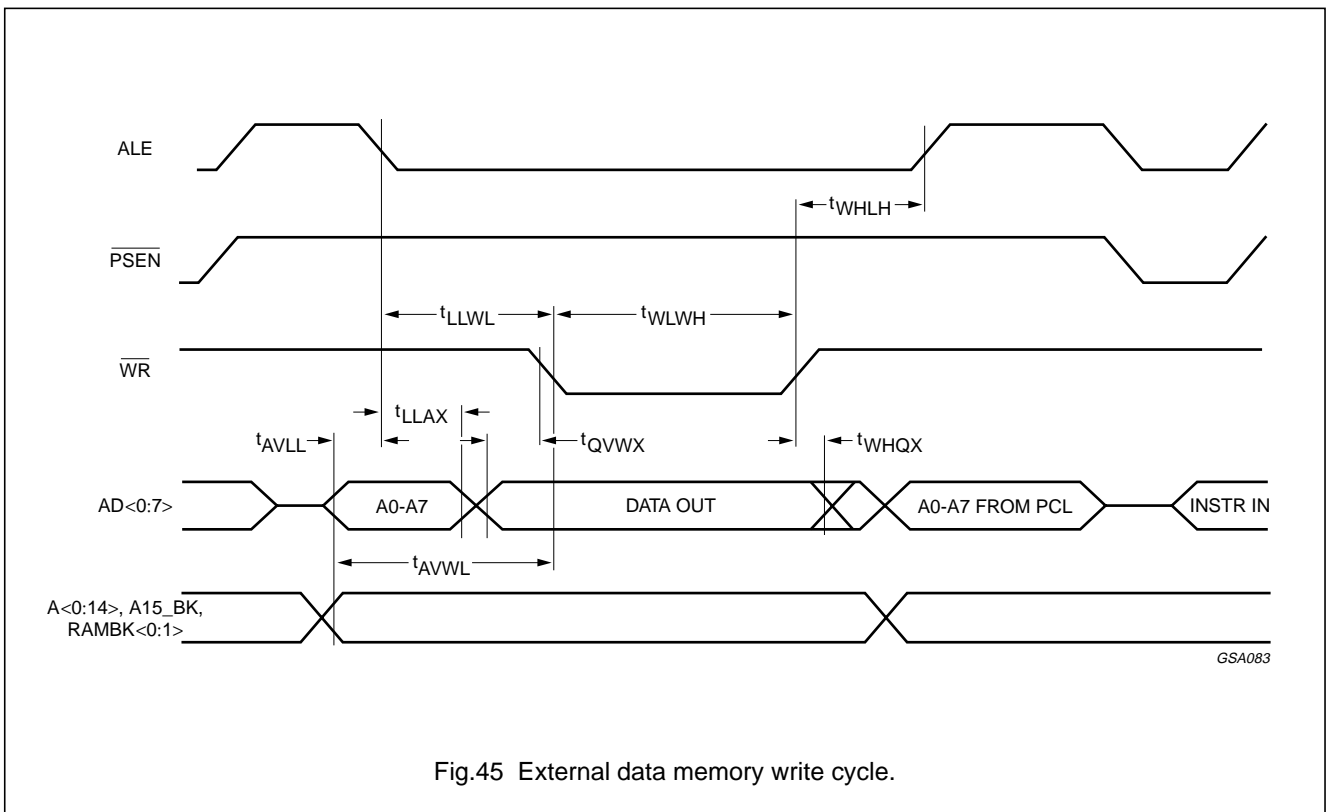 ALE
tWHLH
PSEN
tLLWL
tWLWH
WR
tLLAX
tAVLL
tQVWX
tWHQX
AD<0:7>
A0-A7
DATA OUT
A0-A7 FROM PCL
INSTR IN
tAVWL
A<0:14>, A15_BK,
RAMBK<0:1>
GSA083
Fig.45 External data memory write cycle.